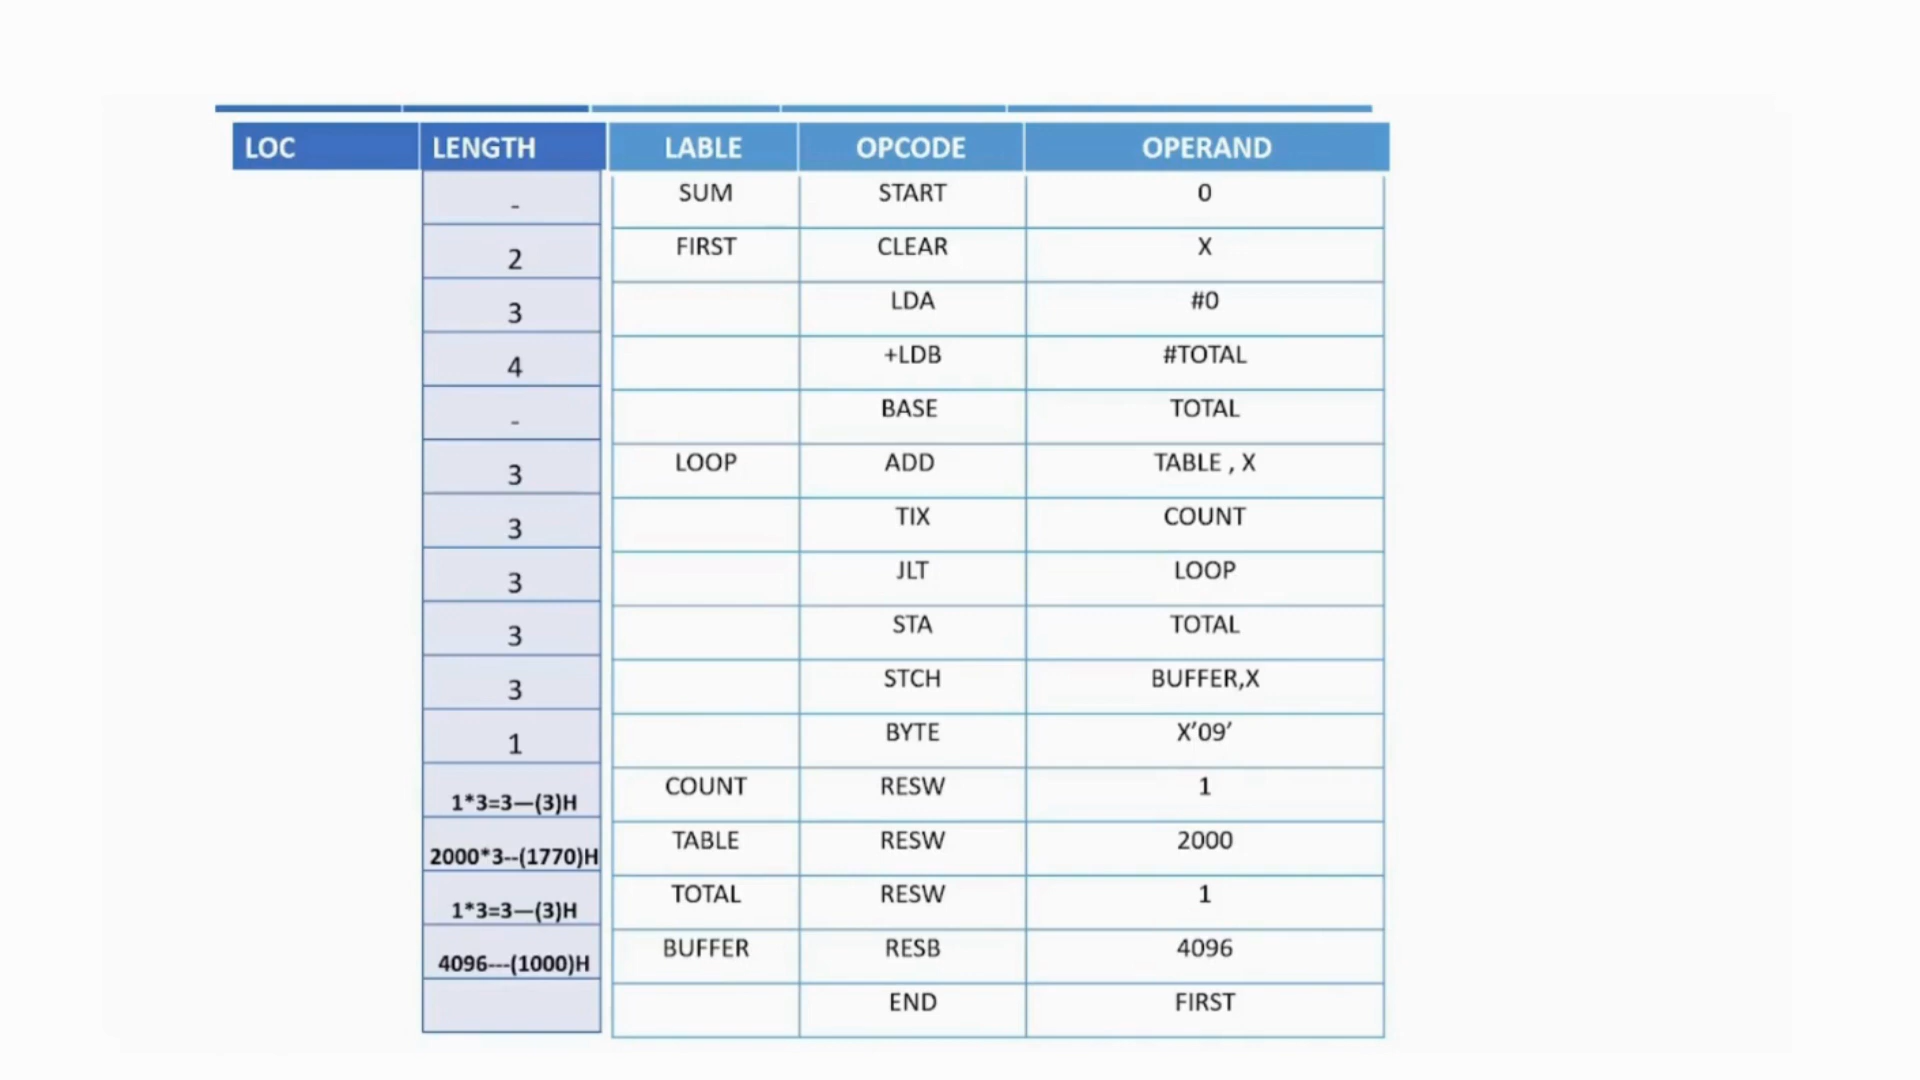 LOC LENGTH LABLE OPCODE OPERAND
- SUM START 0
2 FIRST CLEAR X
3 LDA #0
4 +LDB #TOTAL
- BASE TOTAL
3 LOOP ADD TABLE , X
3 TIX COUNT
3 JLT LOOP
3 STA TOTAL
3 STCH BUFFER,X
1 BYTE X’09’
1*3=3—(3)H COUNT RESW 1
2000*3--(1770)H TABLE RESW 2000
1*3=3—(3)H TOTAL RESW 1
4096---(1000)H BUFFER RESB 4096
END FIRST